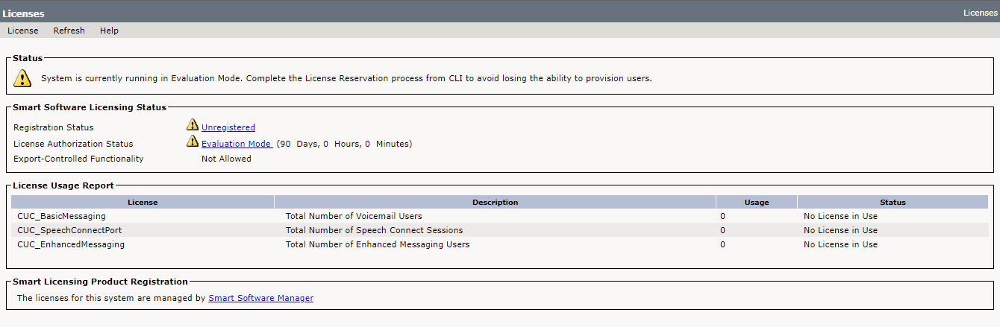 Licenses Licenses
License Refresh Help
Status
System is currently running in Evaluation Mode. Complete the License Reservation process from CLI to avoid losing the ability to provision users.
Smart Software Licensing Status
Registration Status Unregistered
License Authorization Status Evaluation Mode (90 Days, 0 Hours, 0 Minutes)
Export-Controlled Functionality Not Allowed
License Usage Report
License Description Usage Status
CUC_BasicMessaging Total Number of Voicemail Users 0 No License in Use
CUC_SpeechConnectPort Total Number of Speech Connect Sessions 0 No License in Use
CUC_EnhancedMessaging Total Number of Enhanced Messaging Users 0 No License in Use
Smart Licensing Product Registration
The licenses for this system are managed by Smart Software Manager